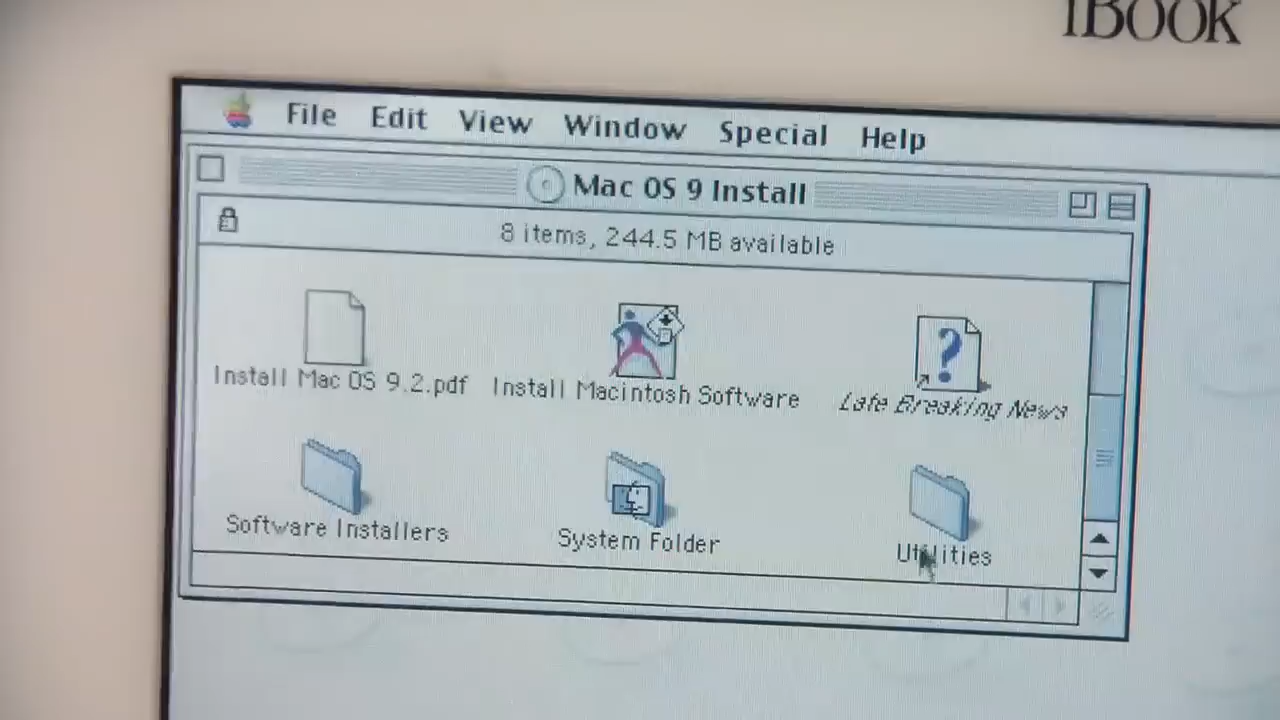 iBOOK
File Edit View Window Special Help
Mac OS 9 Install
8 items, 244.5 MB available
Install Mac OS 9.2.pdf Install Macintosh Software Late Breaking News
Software Installers System Folder Utilities